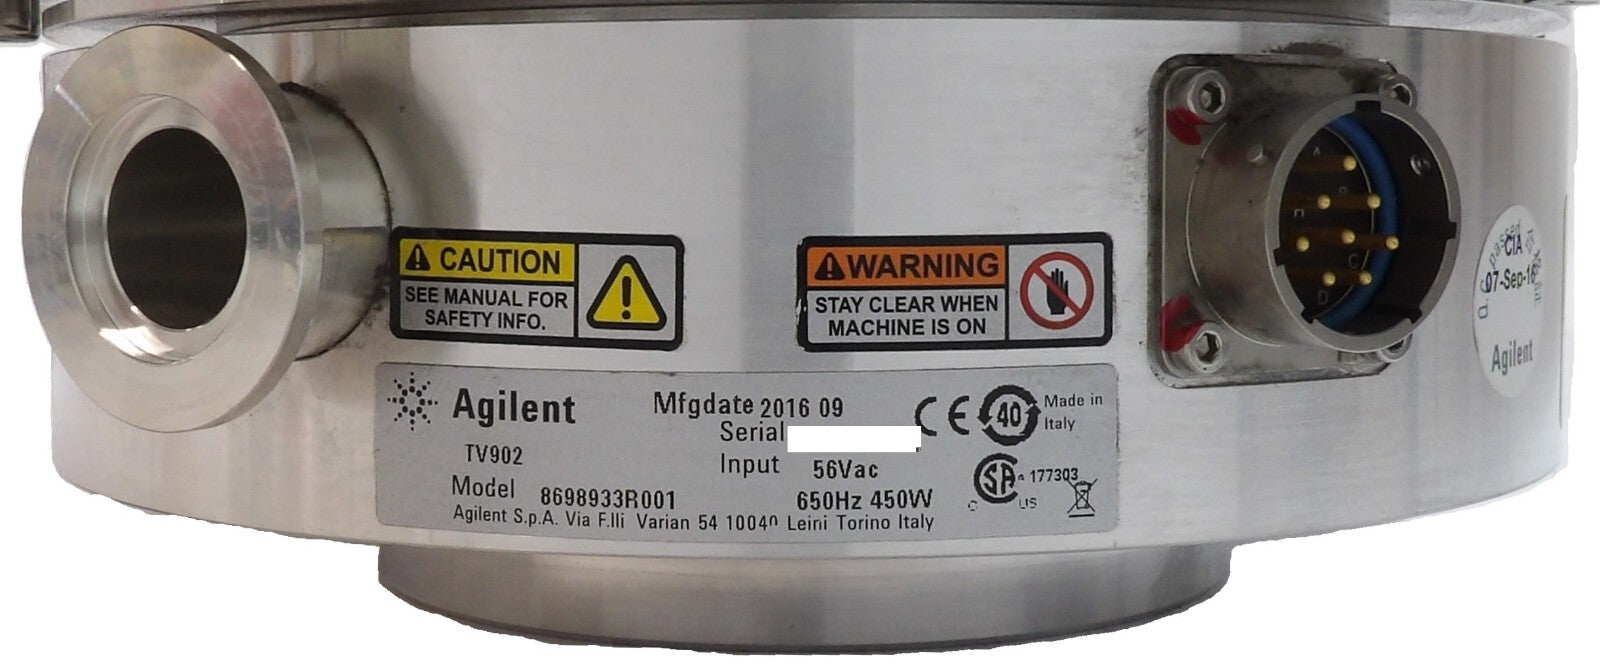 CAUTION
SEE MANUAL FOR
SAFETY INFO.
WARNING
STAY CLEAR WHEN
MACHINE IS ON
Agilent
TV902
Model 8698933R001
Mfgdate 2016 09
Serial
Input 56Vac
650Hz 450W
CE
40
Made in
Italy
SA
177303
C US
Agilent S.p.A. Via F.lli Varian 54 10040 Leini Torino Italy
A
B
C
D
passed
CIA
07-Sep-16
Agilent